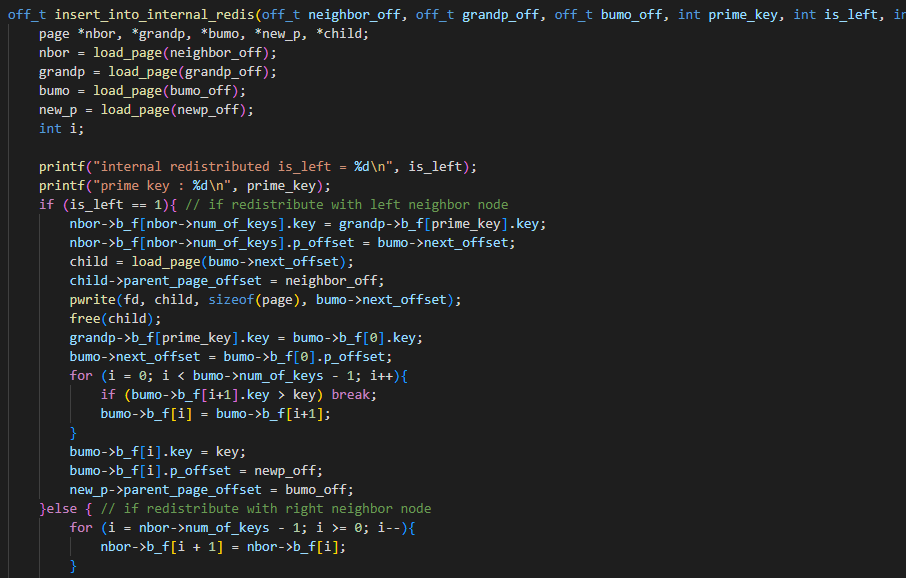 off_t insert_into_internal_redis(off_t neighbor_off, off_t grandp_off, off_t bumo_off, int prime_key, int is_left,
page *nbor, *grandp, *bumo, *new_p, *child;
nbor = load_page(neighbor_off);
grandp = load_page(grandp_off);
bumo = load_page(bumo_off);
new_p = load_page(newp_off);
int i;
printf("internal redistributed is_left = %d\n", is_left);
printf("prime key : %d\n", prime_key);
if (is_left == 1){ // if redistribute with left neighbor node
nbor->b_f[nbor->num_of_keys].key = grandp->b_f[prime_key].key;
nbor->b_f[nbor->num_of_keys].p_offset = bumo->next_offset;
child = load_page(bumo->next_offset);
child->parent_page_offset = neighbor_off;
pwrite(fd, child, sizeof(page), bumo->next_offset);
free(child);
grandp->b_f[prime_key].key = bumo->b_f[0].key;
bumo->next_offset = bumo->b_f[0].p_offset;
for (i = 0; i < bumo->num_of_keys - 1; i++){
if (bumo->b_f[i+1].key > key) break;
bumo->b_f[i] = bumo->b_f[i+1];
}
bumo->b_f[i].key = key;
bumo->b_f[i].p_offset = newp_off;
new_p->parent_page_offset = bumo_off;
}else { // if redistribute with right neighbor node
for (i = nbor->num_of_keys - 1; i >= 0; i--){
nbor->b_f[i + 1] = nbor->b_f[i];
}